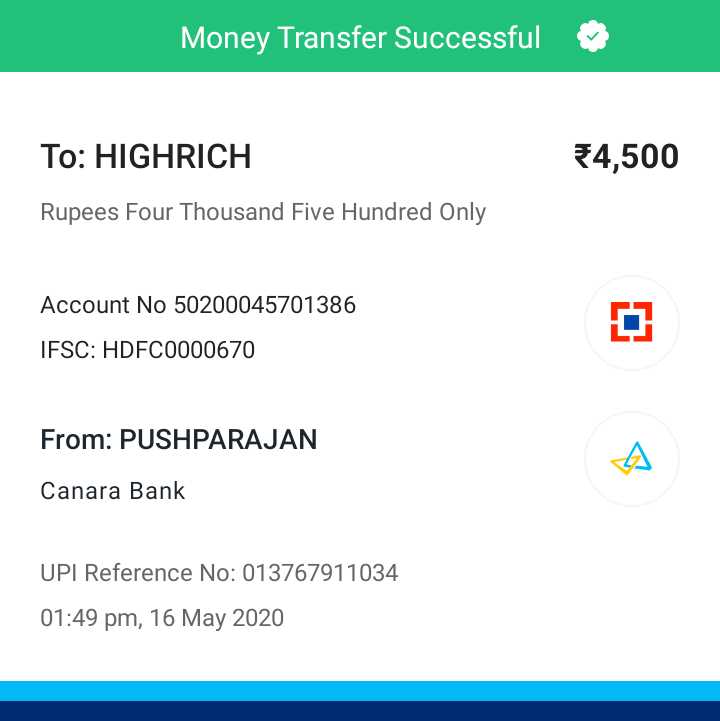 Money Transfer Successful
To: HIGHRICH ₹4,500
Rupees Four Thousand Five Hundred Only
Account No 50200045701386
IFSC: HDFC0000670
From: PUSHPARAJAN
Canara Bank
UPI Reference No: 013767911034
01:49 pm, 16 May 2020